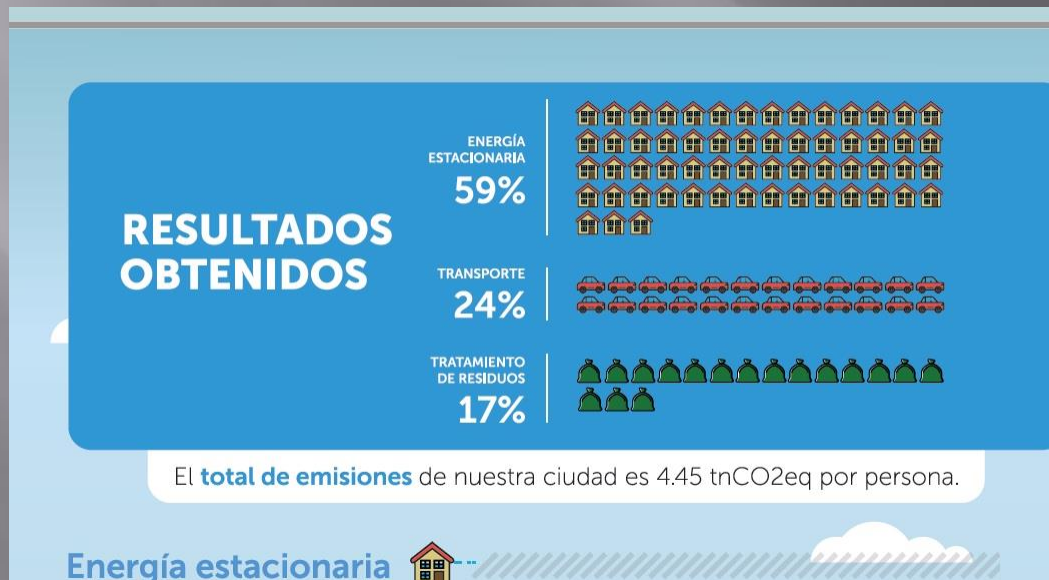 RESULTADOS
OBTENIDOS
ENERGÍA
ESTACIONARIA
59%
TRANSPORTE
24%
TRATAMIENTO
DE RESIDUOS
17%
El total de emisiones de nuestra ciudad es 4.45 tnCO2eq por persona.
Energía estacionaria